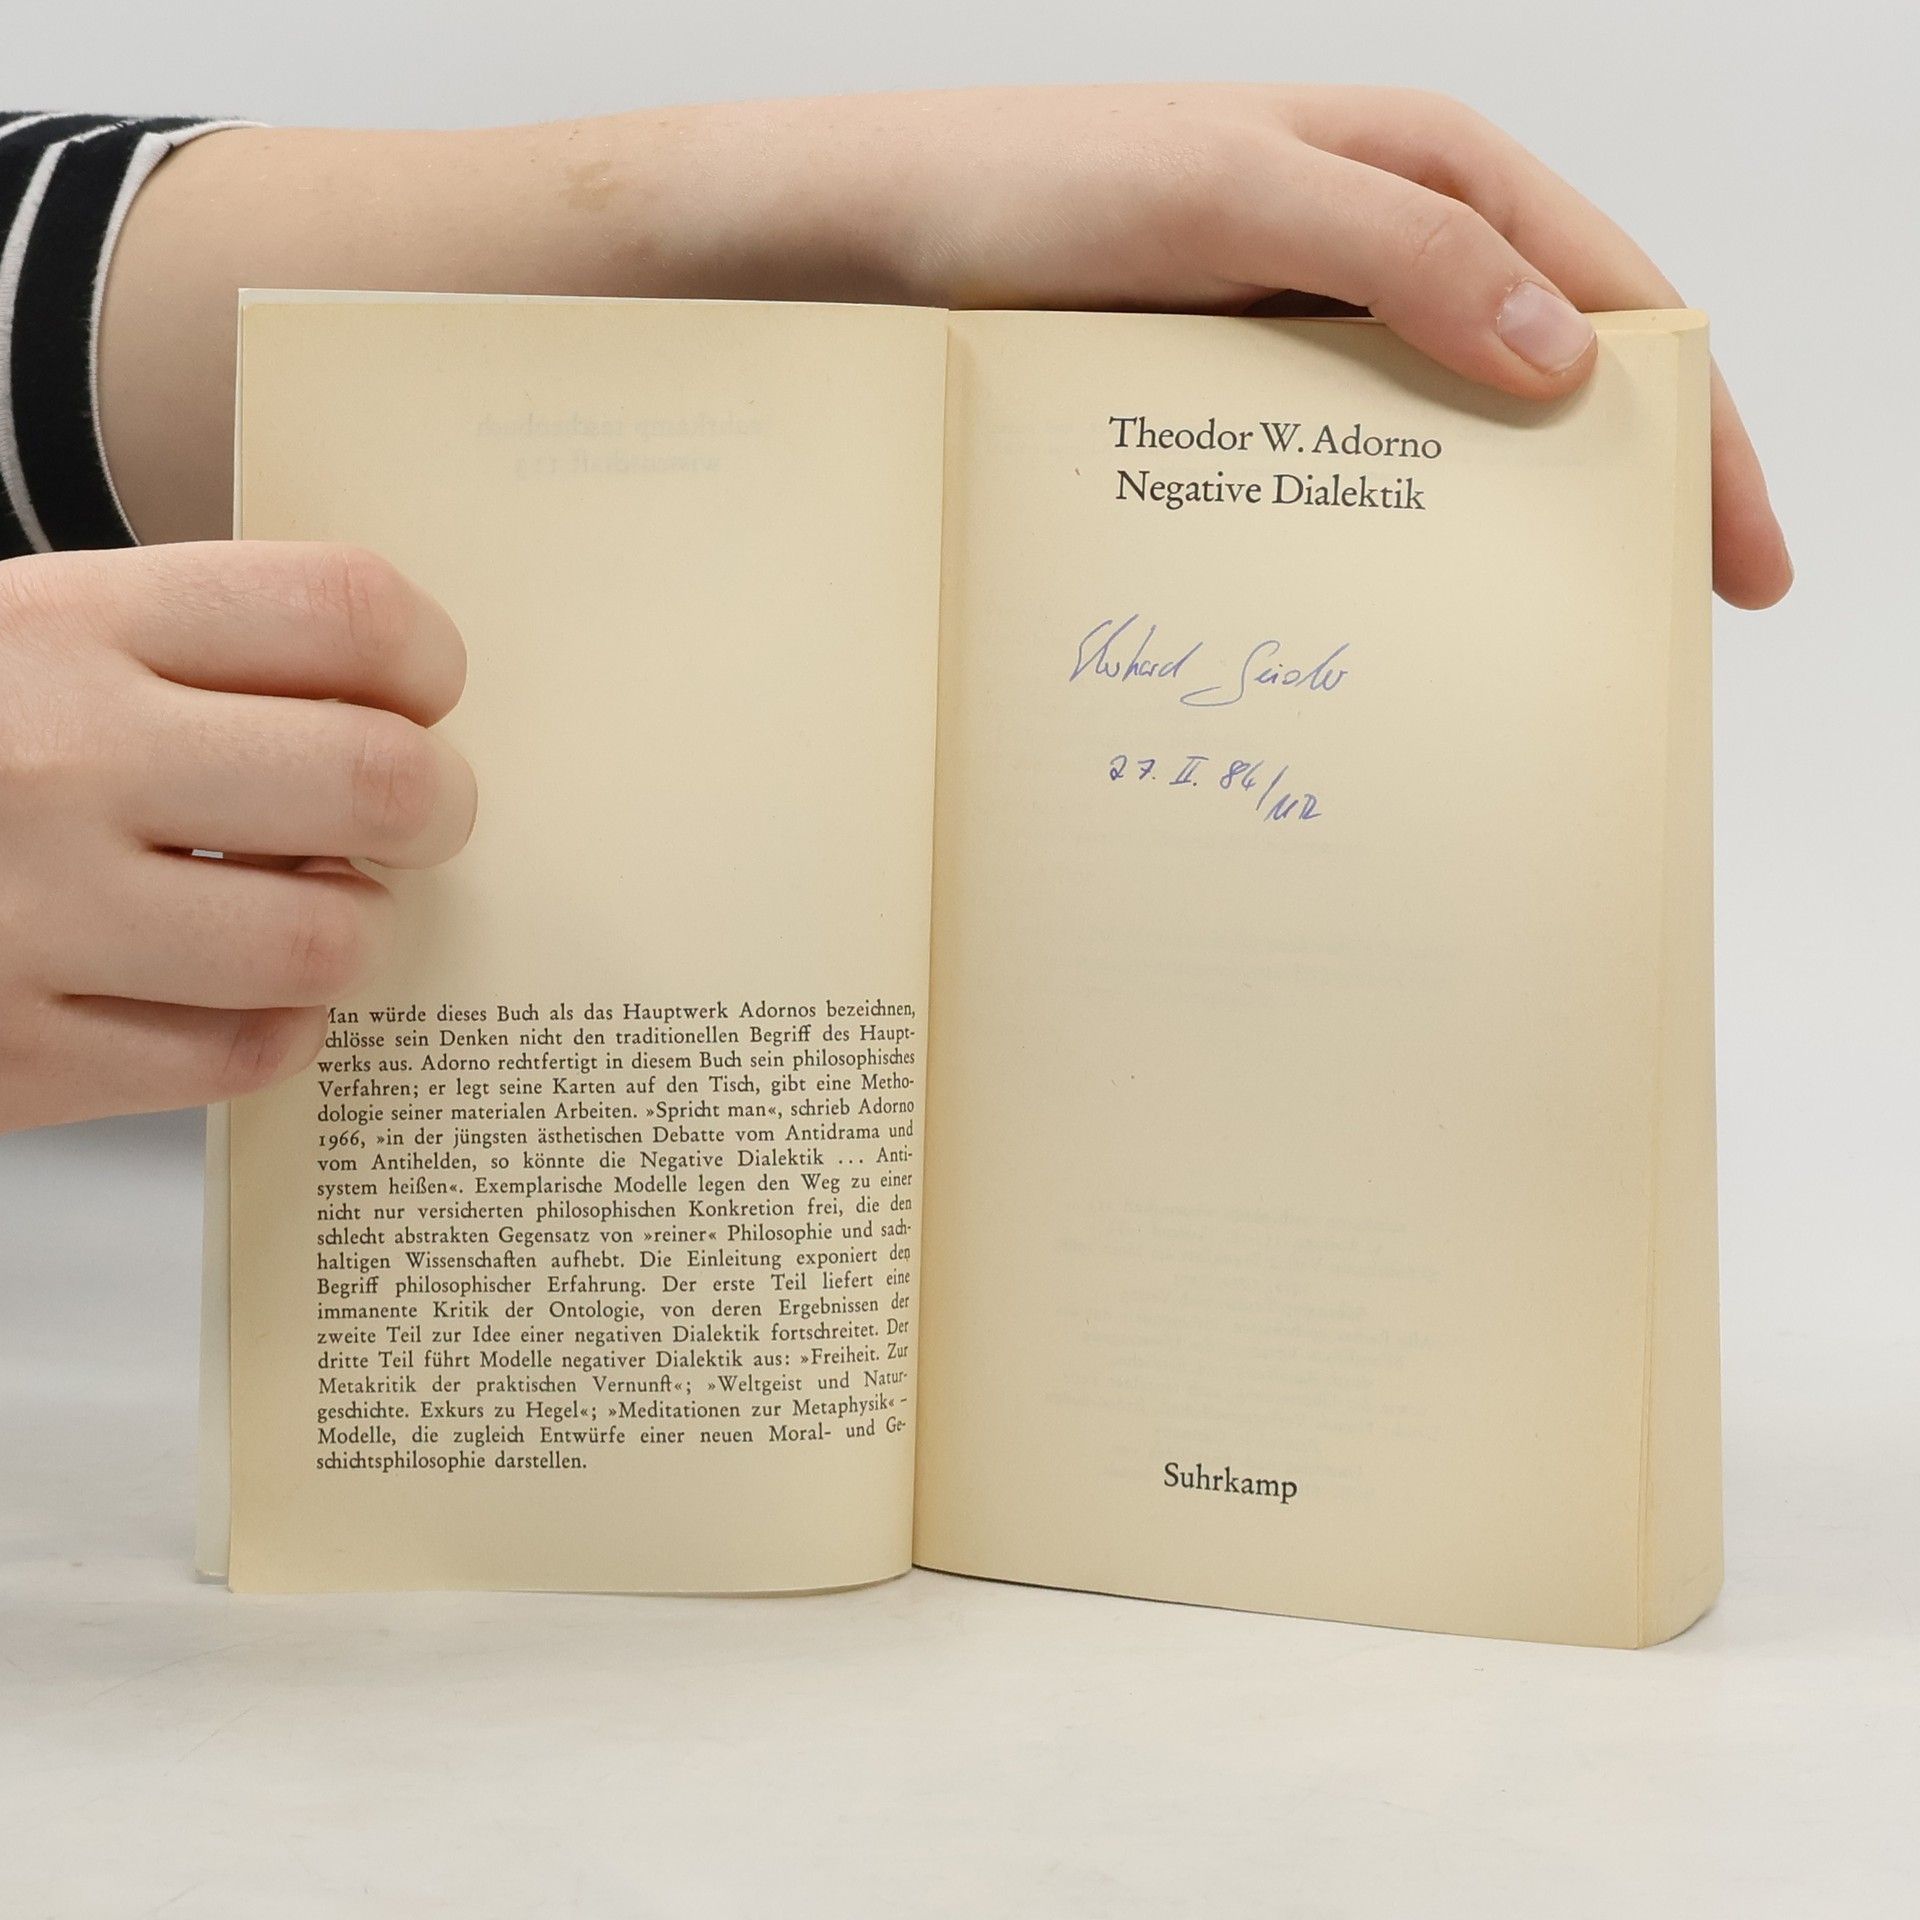 suhrkamp taschenbuch
wissenschaft 113
Man würde dieses Buch als das Hauptwerk Adornos bezeichnen,
schlösse sein Denken nicht den traditionellen Begriff des Haupt-
werks aus. Adorno rechtfertigt in diesem Buch sein philosophisches
Verfahren; er legt seine Karten auf den Tisch, gibt eine Metho-
dologie seiner materialen Arbeiten. »Spricht man«, schrieb Adorno
1966, »in der jüngsten ästhetischen Debatte vom Antidrama und
vom Antihelden, so könnte die Negative Dialektik ... Anti-
system heißen«. Exemplarische Modelle legen den Weg zu einer
nicht nur versicherten philosophischen Konkretion frei, die den
schlecht abstrakten Gegensatz von »reiner« Philosophie und sach-
haltigen Wissenschaften aufhebt. Die Einleitung exponiert den
Begriff philosophischer Erfahrung. Der erste Teil liefert eine
immanente Kritik der Ontologie, von deren Ergebnissen der
zweite Teil zur Idee einer negativen Dialektik fortschreitet. Der
dritte Teil führt Modelle negativer Dialektik aus: »Freiheit. Zur
Metakritik der praktischen Vernunft«; »Weltgeist und Natur-
geschichte. Exkurs zu Hegel«; »Meditationen zur Metaphysik« –
Modelle, die zugleich Entwürfe einer neuen Moral- und Ge-
schichtsphilosophie darstellen.
Theodor W. Adorno
Negative Dialektik
27. II. 84/
Suhrkamp